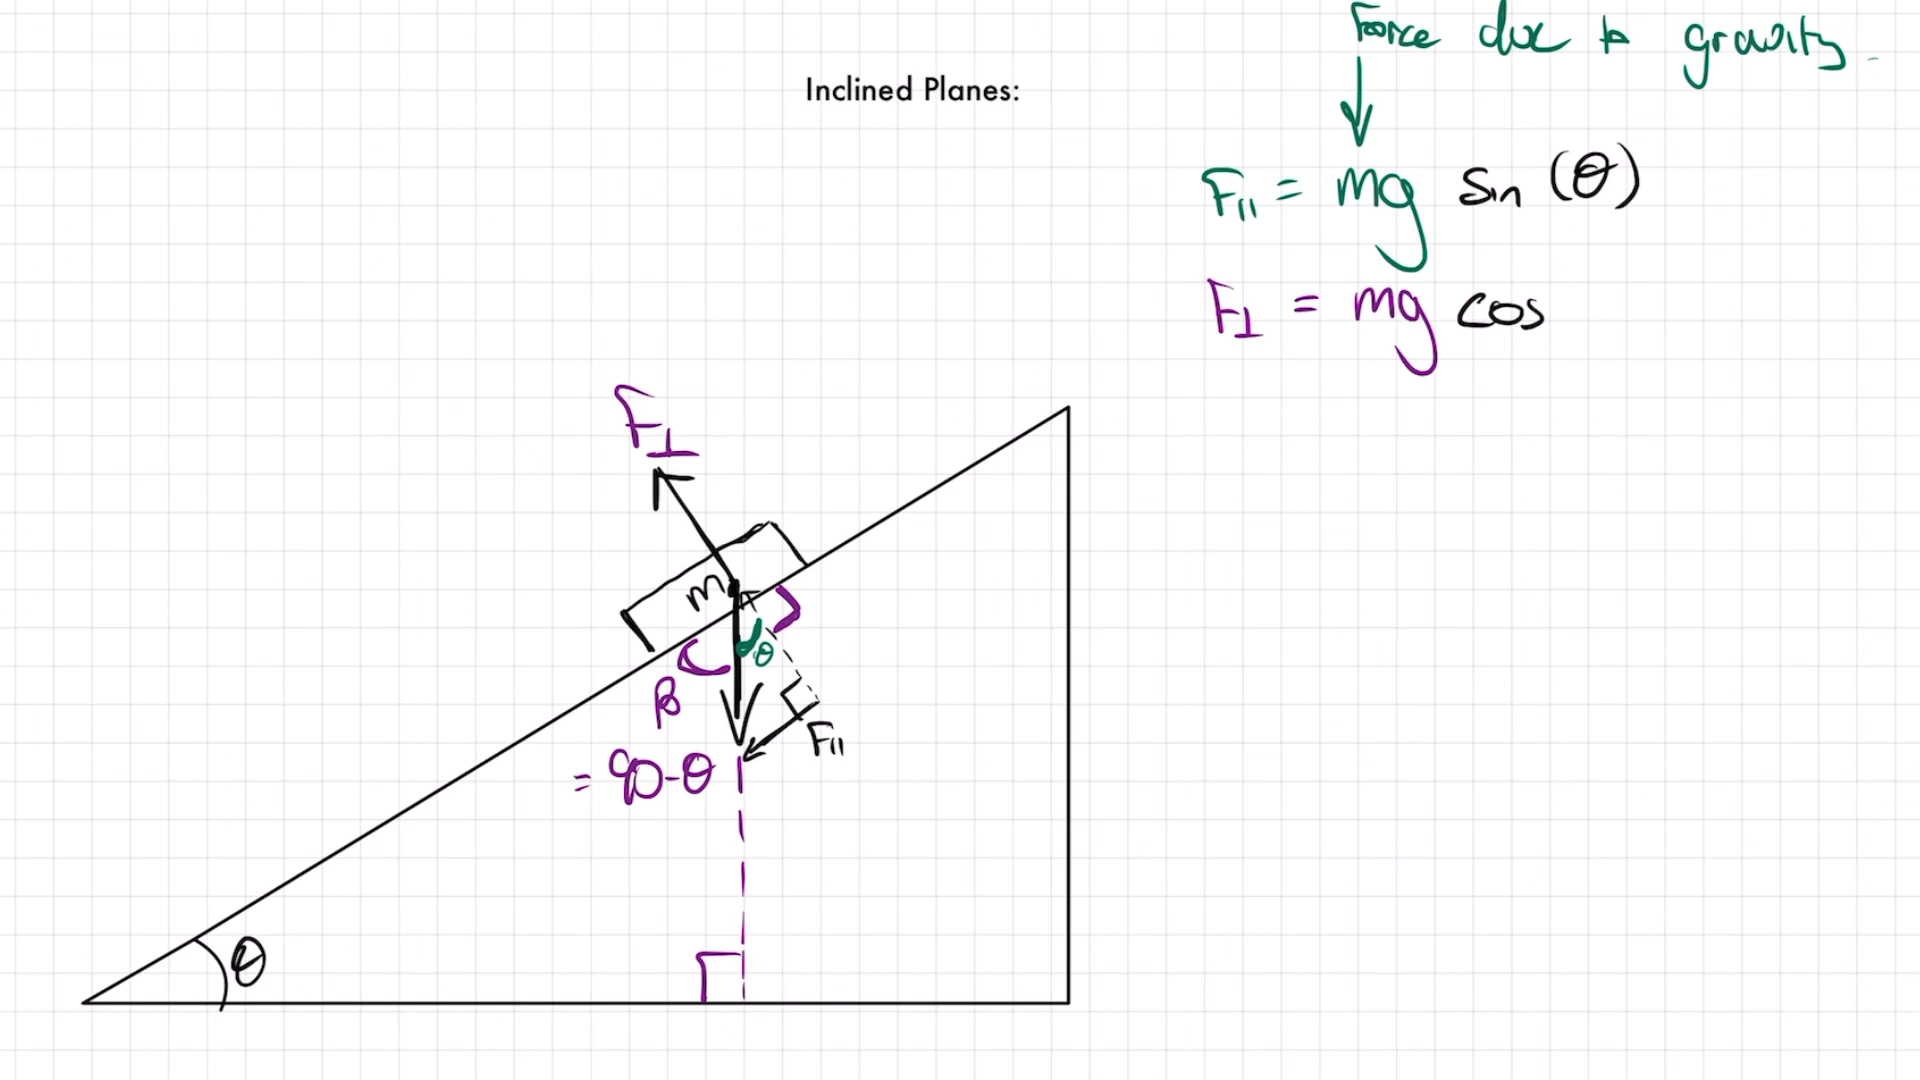 Force due to gravity.
Inclined Planes:
F∥ = mg sin (θ)
F⊥ = mg cos
F⊥
m
θ
β
F∥
= 90-θ
θ